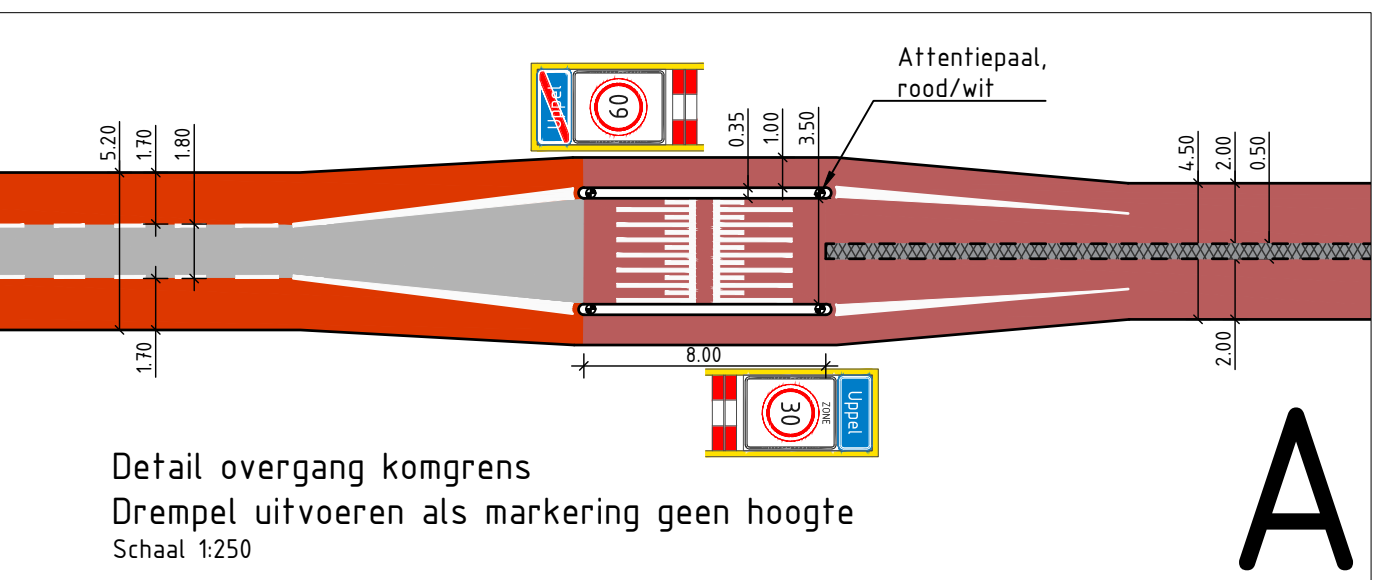 Uppel
60
Attentiepaal,
rood/wit
5.20
1.70
1.80
0.35
1.00
3.50
4.50
2.00
0.50
1.70
8.00
2.00
30
ZONE
Uppel
Detail overgang komgrens
Drempel uitvoeren als markering geen hoogte
Schaal 1:250
A